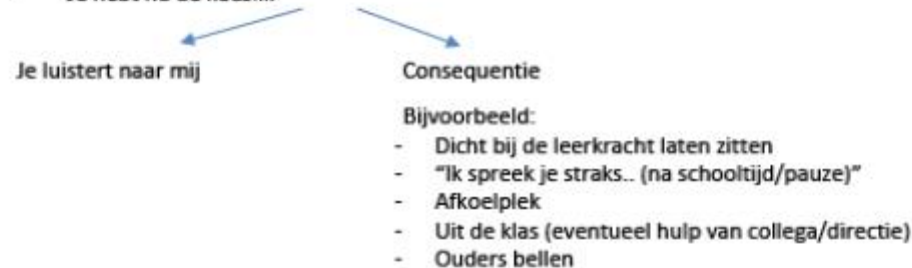 Je luistert naar mij
Consequentie
Bijvoorbeeld:
- Dicht bij de leerkracht laten zitten
- "Ik spreek je straks.. (na schooltijd/pauze)"
- Afkoelplek
- Uit de klas (eventueel hulp van collega/directie)
- Ouders bellen